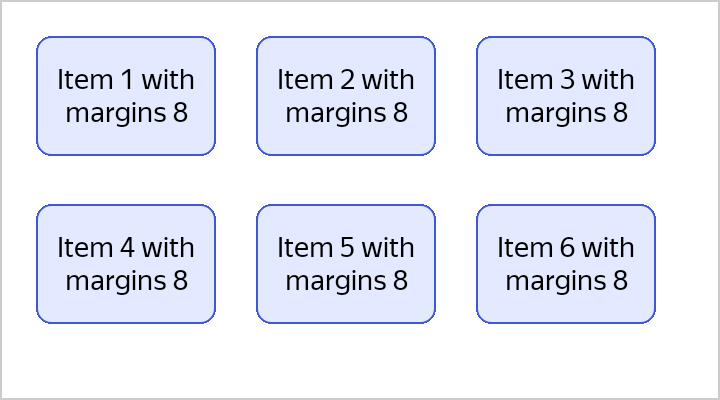 Item 1 with
margins 8
Item 2 with
margins 8
Item 3 with
margins 8
Item 4 with
margins 8
Item 5 with
margins 8
Item 6 with
margins 8